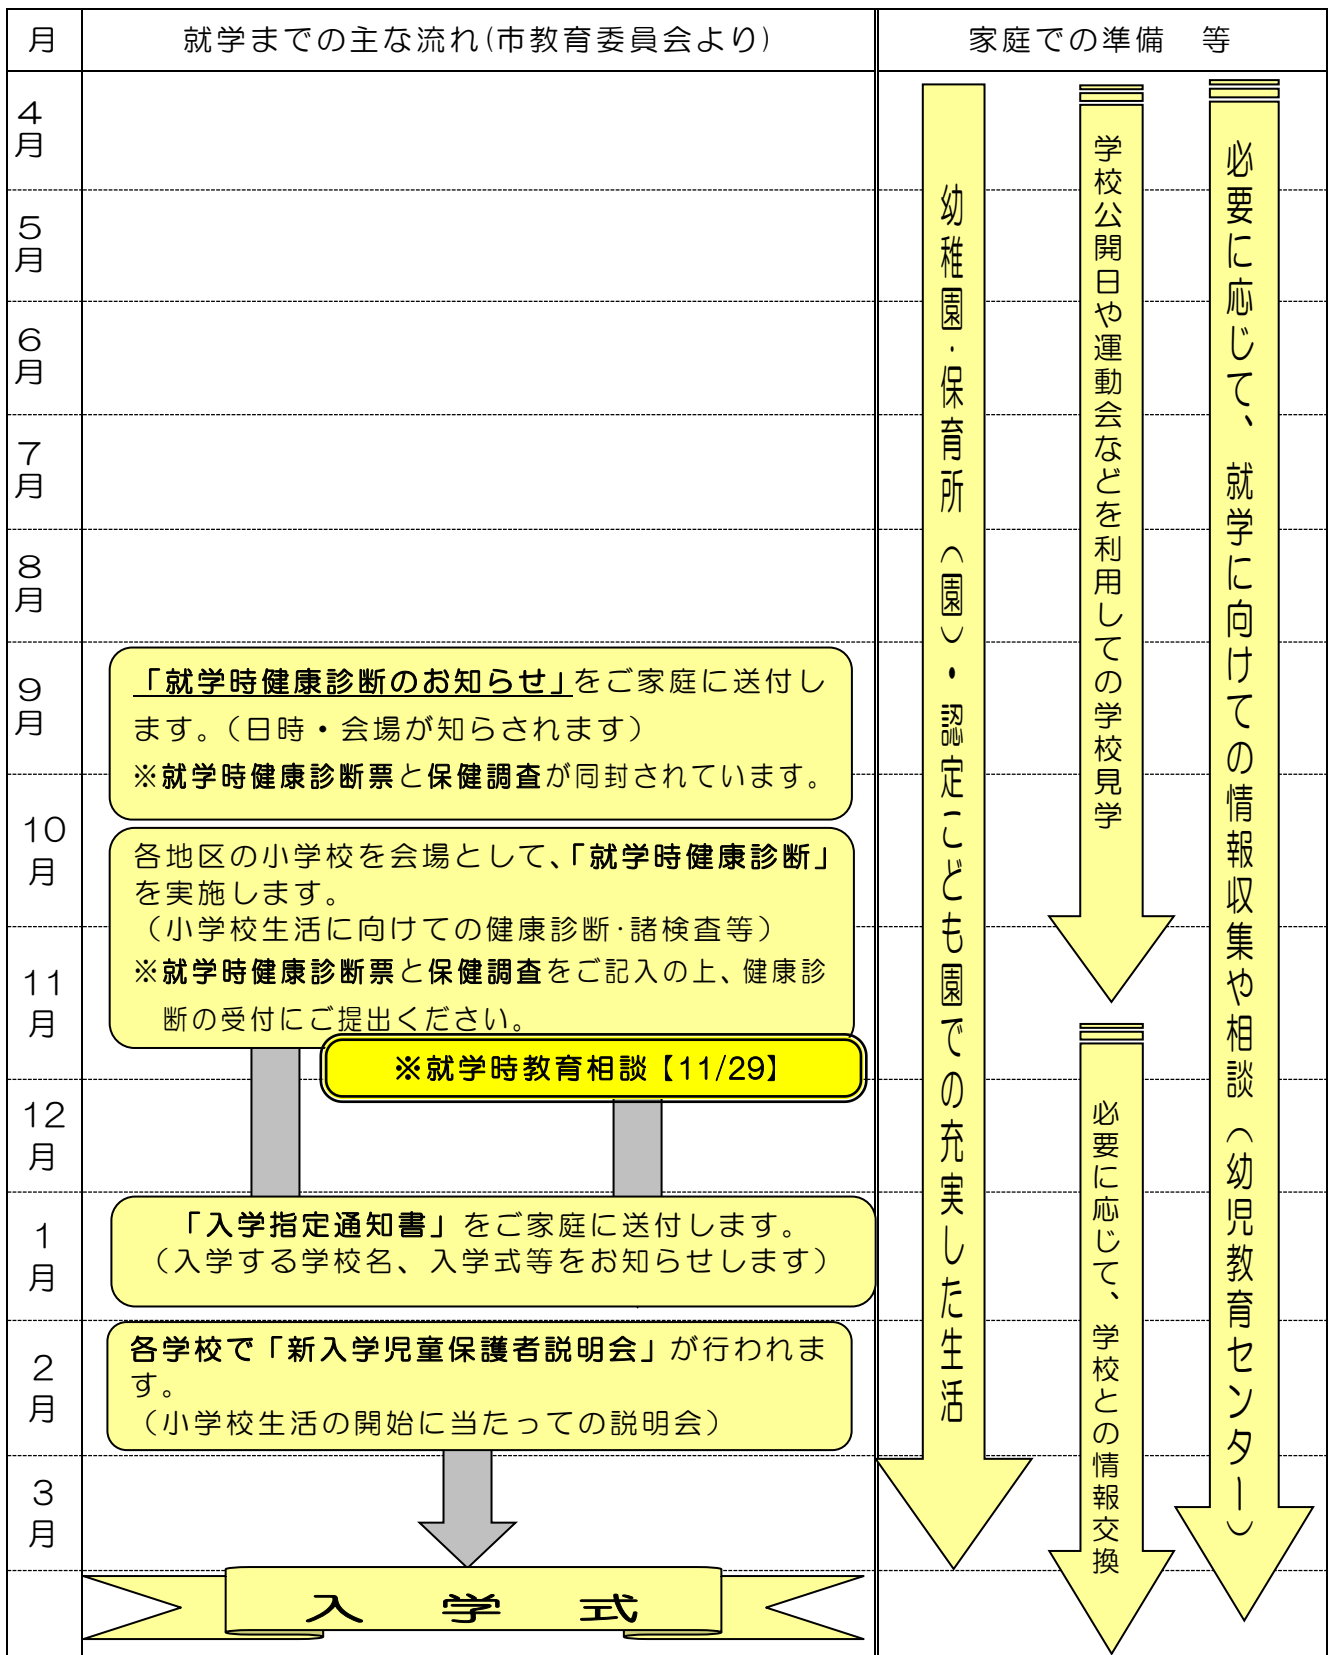 月
就学までの主な流れ(市教育委員会より)
家庭での準備　等
4月
5月
6月
7月
8月
9月
10月
11月
12月
1月
2月
3月
「就学時健康診断のお知らせ」をご家庭に送付し
ます。（日時・会場が知らされます）
※就学時健康診断票と保健調査が同封されています。
各地区の小学校を会場として、「就学時健康診断」
を実施します。
（小学校生活に向けての健康診断･諸検査等）
※就学時健康診断票と保健調査をご記入の上、健康診
断の受付にご提出ください。
※就学時教育相談【11/29】
「入学指定通知書」をご家庭に送付します。
（入学する学校名、入学式等をお知らせします）
各学校で「新入学児童保護者説明会」が行われま
す。
（小学校生活の開始に当たっての説明会）
入　学　式
幼稚園・保育所（園）・認定こども園での充実した生活
学校公開日や運動会などを利用しての学校見学
必要に応じて、学校との情報交換
必要に応じて、就学に向けての情報収集や相談（幼児教育センター）